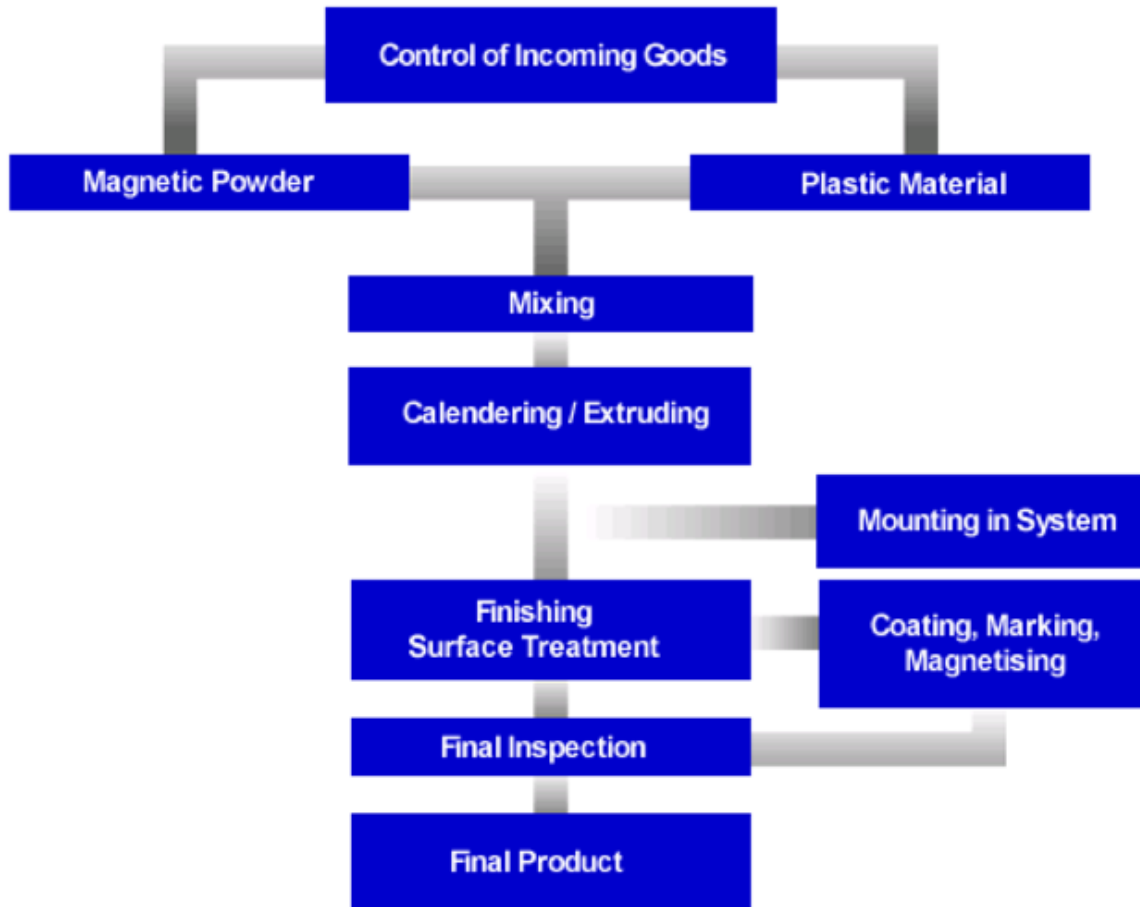 Control of Incoming Goods
Magnetic Powder
Plastic Material
Mixing
Calendering / Extruding
Mounting in System
Finishing
Surface Treatment
Coating, Marking,
Magnetising
Final Inspection
Final Product